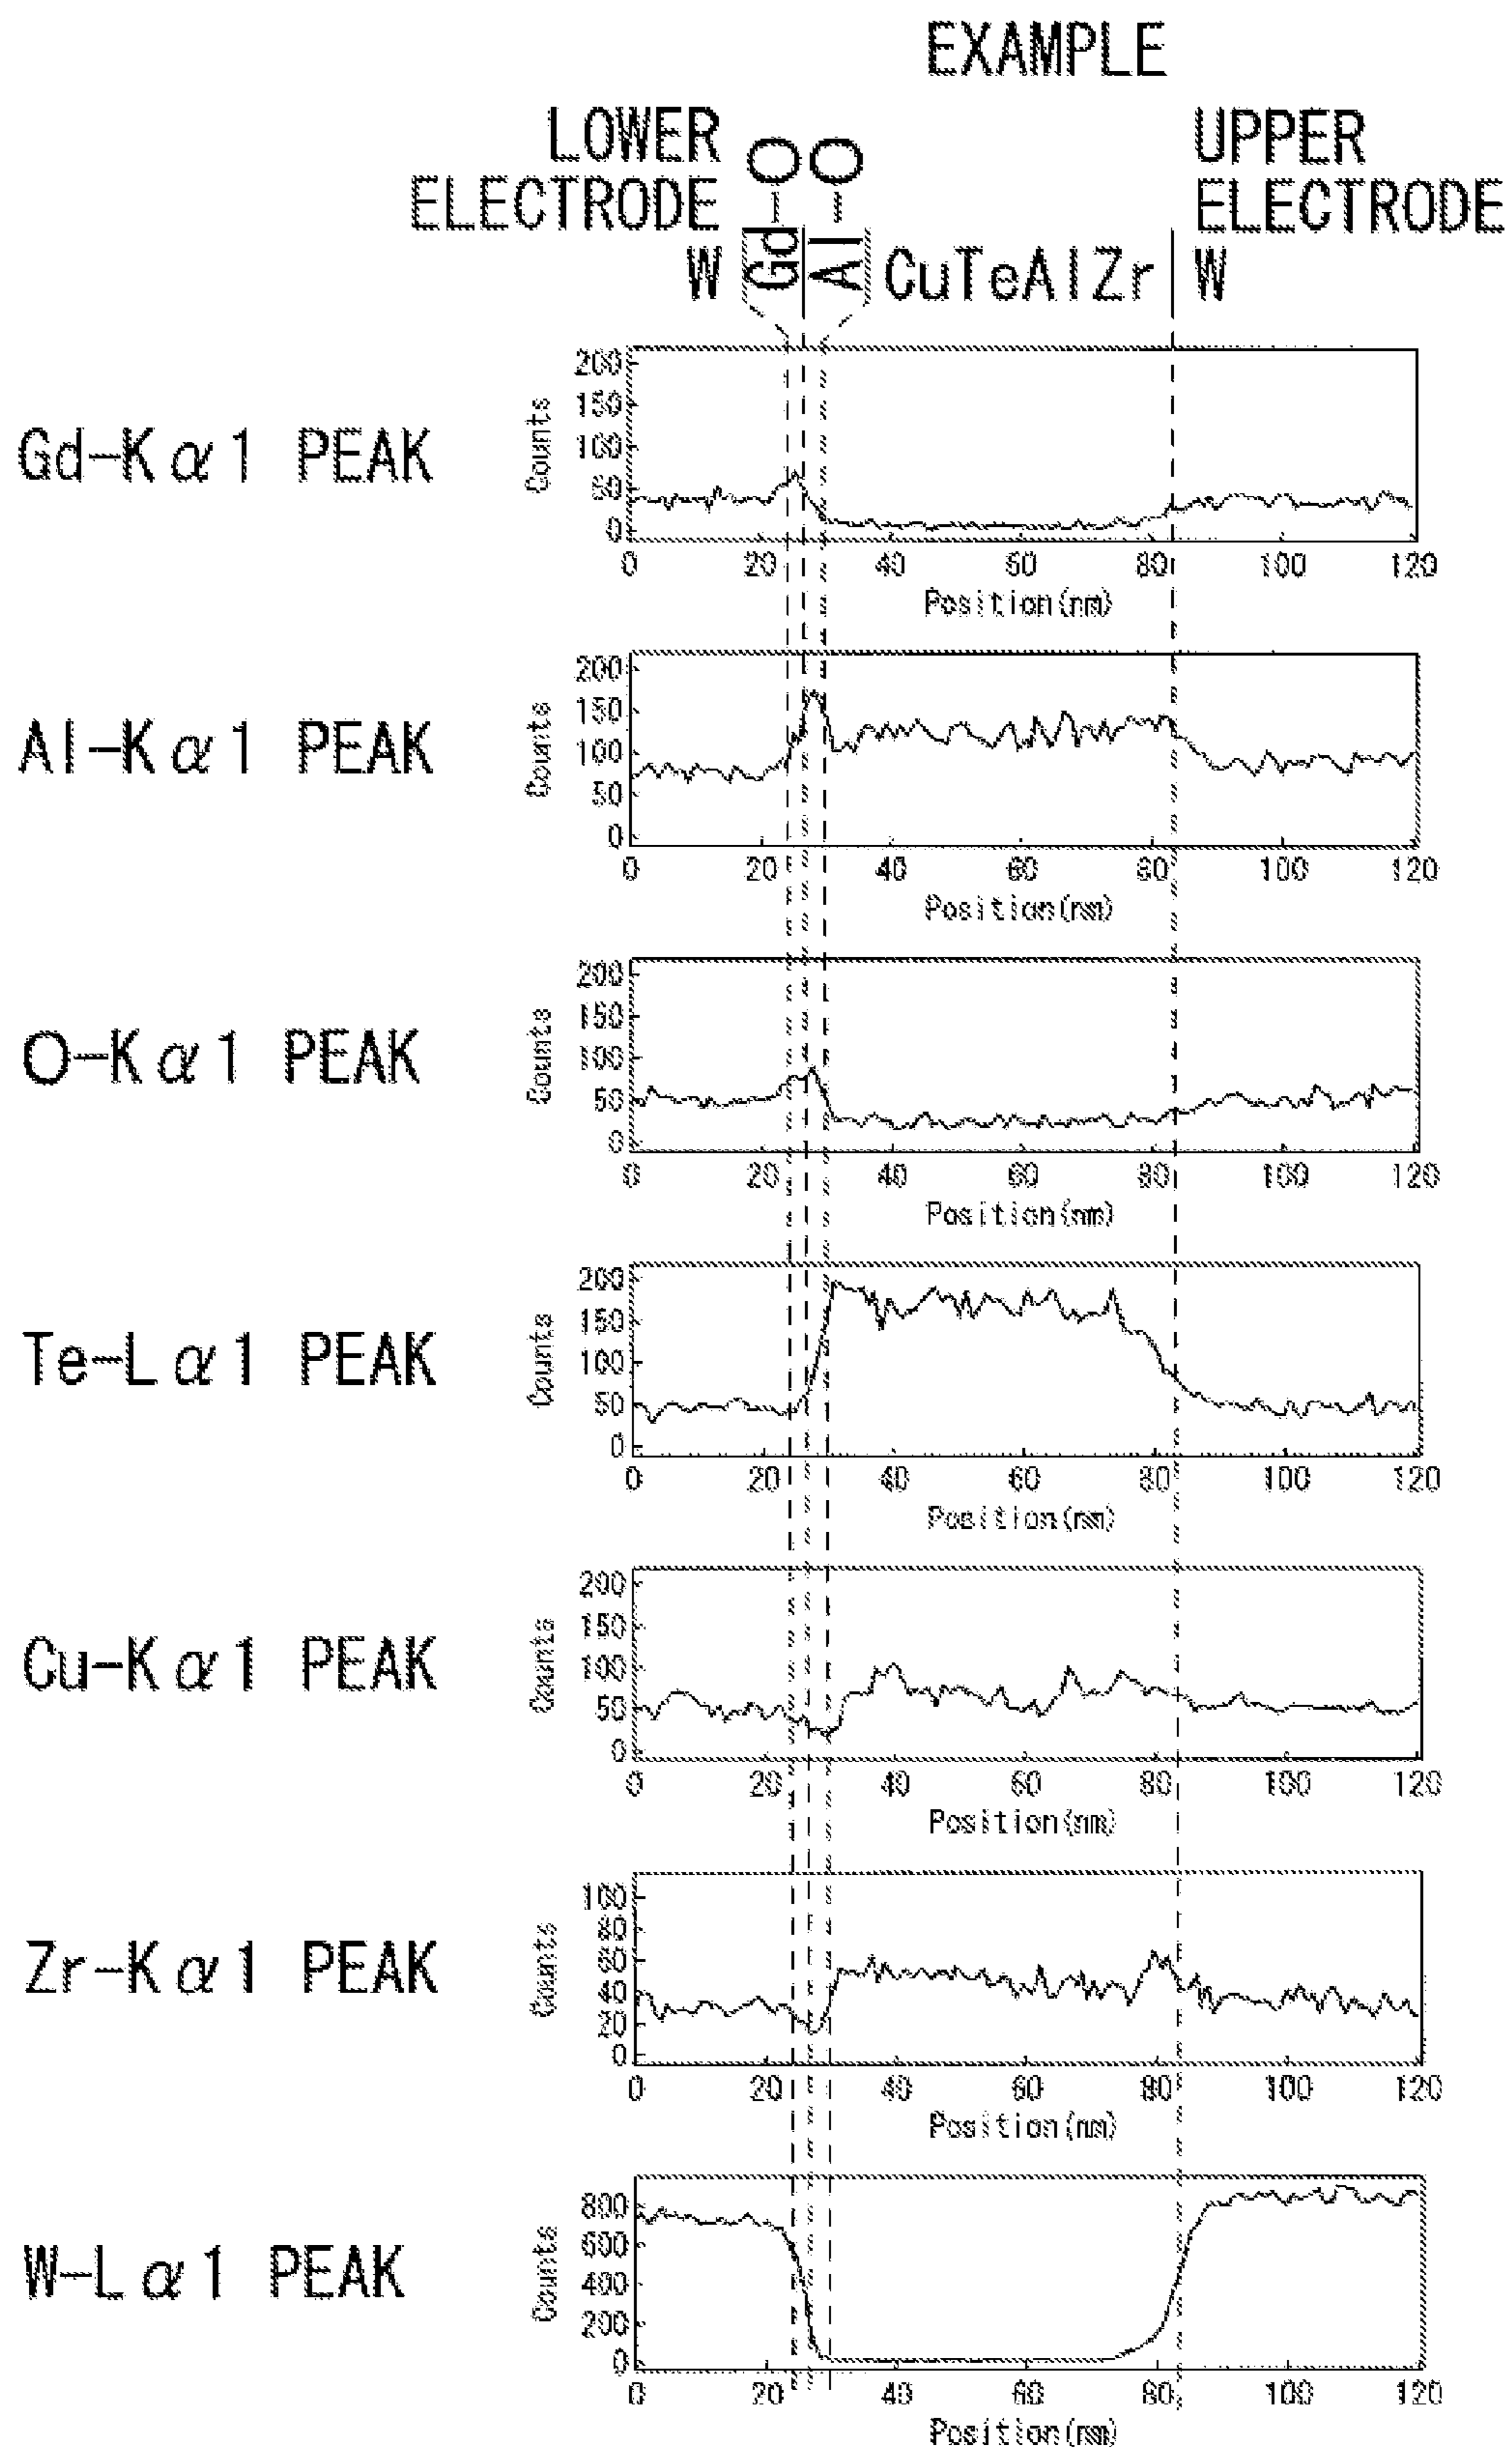 EXAMPLE
LOWER ELECTRODE W
Gd-O
Al-O
CuTeAlZr
UPPER ELECTRODE W
Gd-Kα1 PEAK
Counts
200
150
100
50
0
0 20 40 60 80 100 120
Position(nm)
Al-Kα1 PEAK
Counts
200
150
100
50
0
0 20 40 60 80 100 120
Position(nm)
O-Kα1 PEAK
Counts
200
150
100
50
0
0 20 40 60 80 100 120
Position(nm)
Te-Lα1 PEAK
Counts
200
150
100
50
0
0 20 40 60 80 100 120
Position(nm)
Cu-Kα1 PEAK
Counts
200
150
100
50
0
0 20 40 60 80 100 120
Position(nm)
Zr-Kα1 PEAK
Counts
100
80
60
40
20
0
0 20 40 60 80 100 120
Position(nm)
W-Lα1 PEAK
Counts
800
600
400
200
0
0 20 40 60 80 100 120
Position(nm)